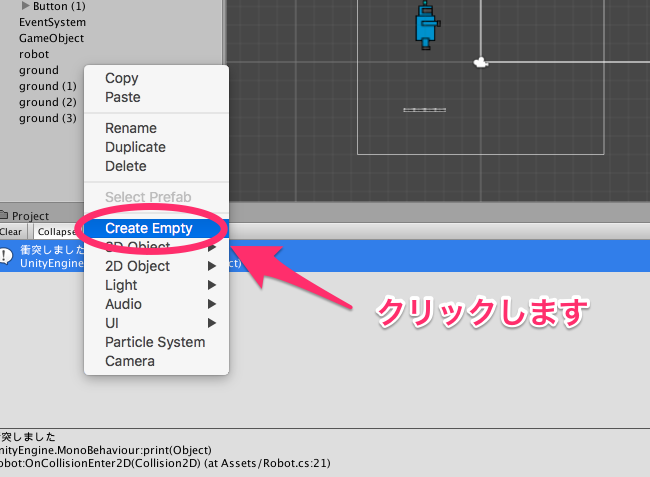 Button (1)
EventSystem
GameObject
robot
ground
ground (1)
ground (2)
ground (3)
Copy
Paste
Rename
Duplicate
Delete
Select Prefab
Create Empty
3D Object
2D Object
Light
Audio
UI
Particle System
Camera
クリックします
Project
Clear
Collapse
衝突しました
UnityEngine
ct)
突しました
nityEngine.MonoBehaviour:print(Object)
obot:OnCollisionEnter2D(Collision2D) (at Assets/Robot.cs:21)